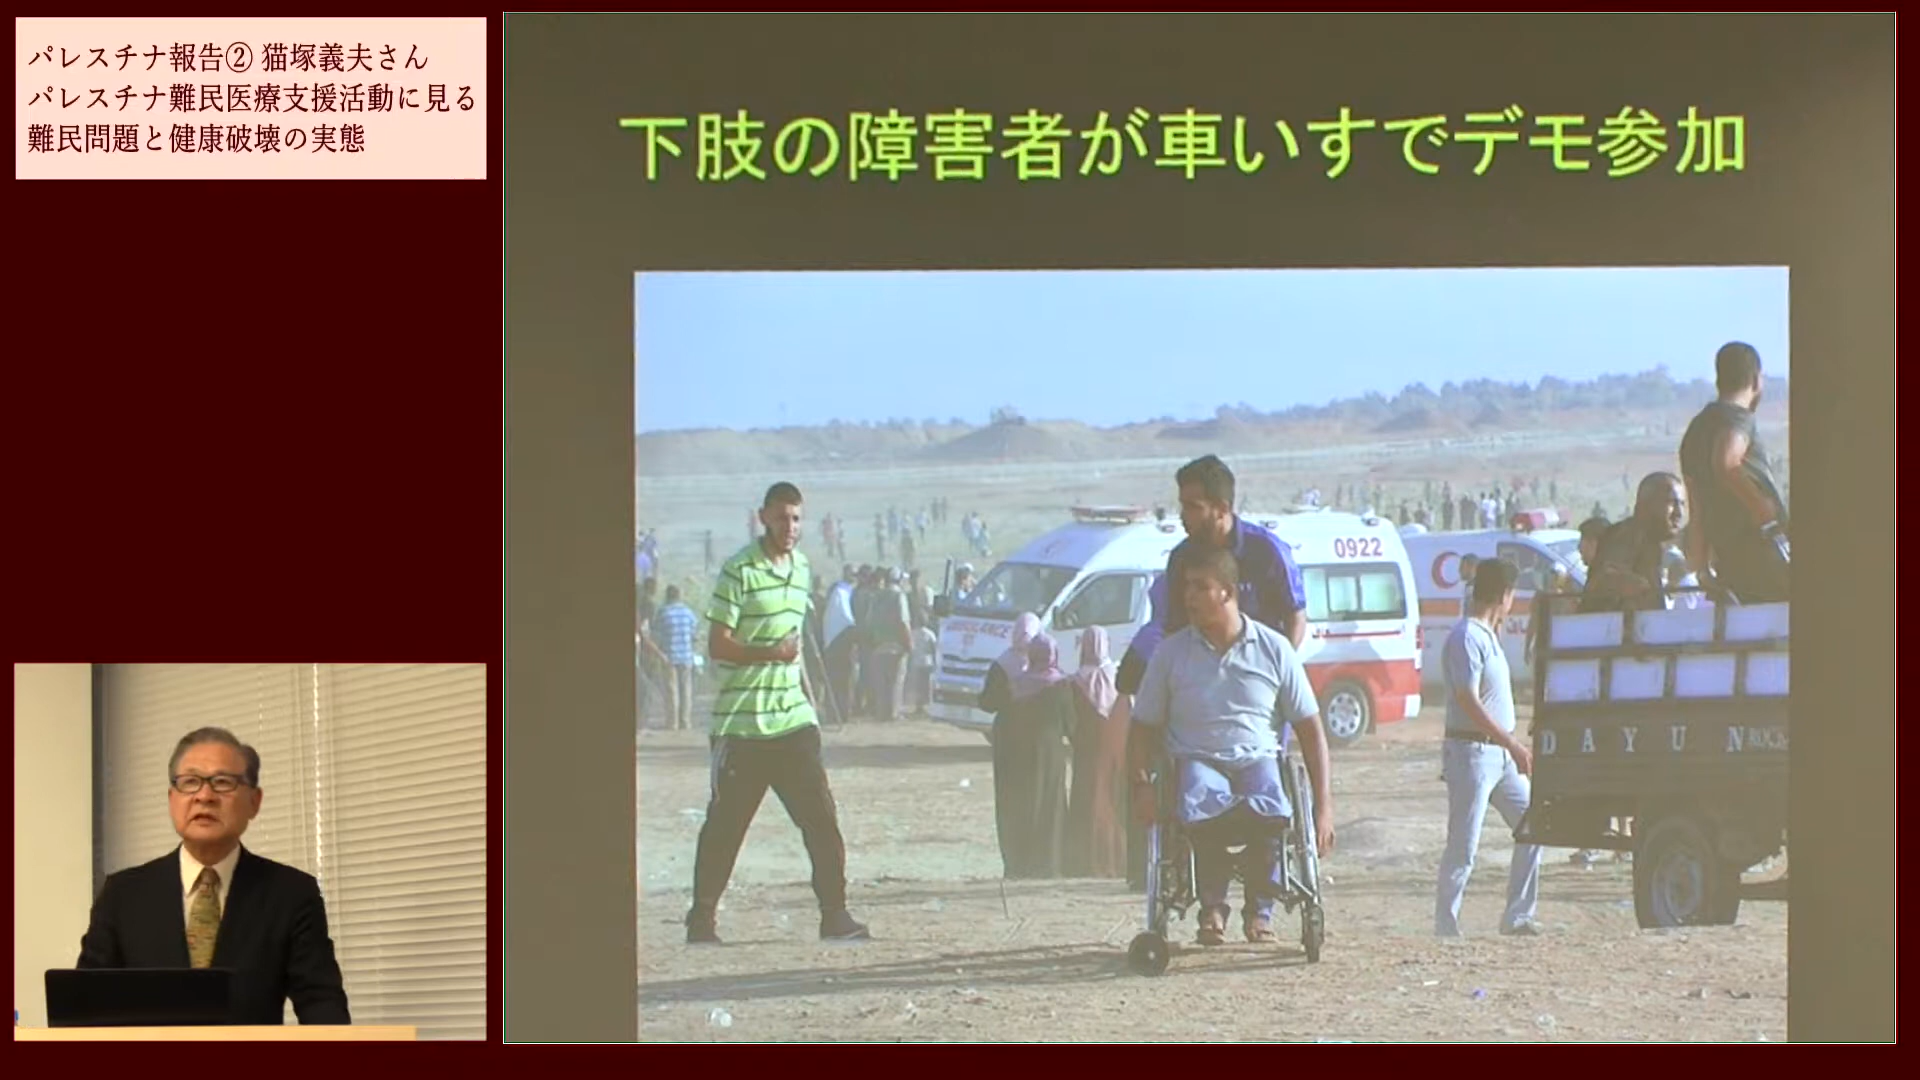 パレスチナ報告② 猫塚義夫さん
パレスチナ難民医療支援活動に見る
難民問題と健康破壊の実態
下肢の障害者が車いすでデモ参加
0922
AMBULANCE
DAYUN